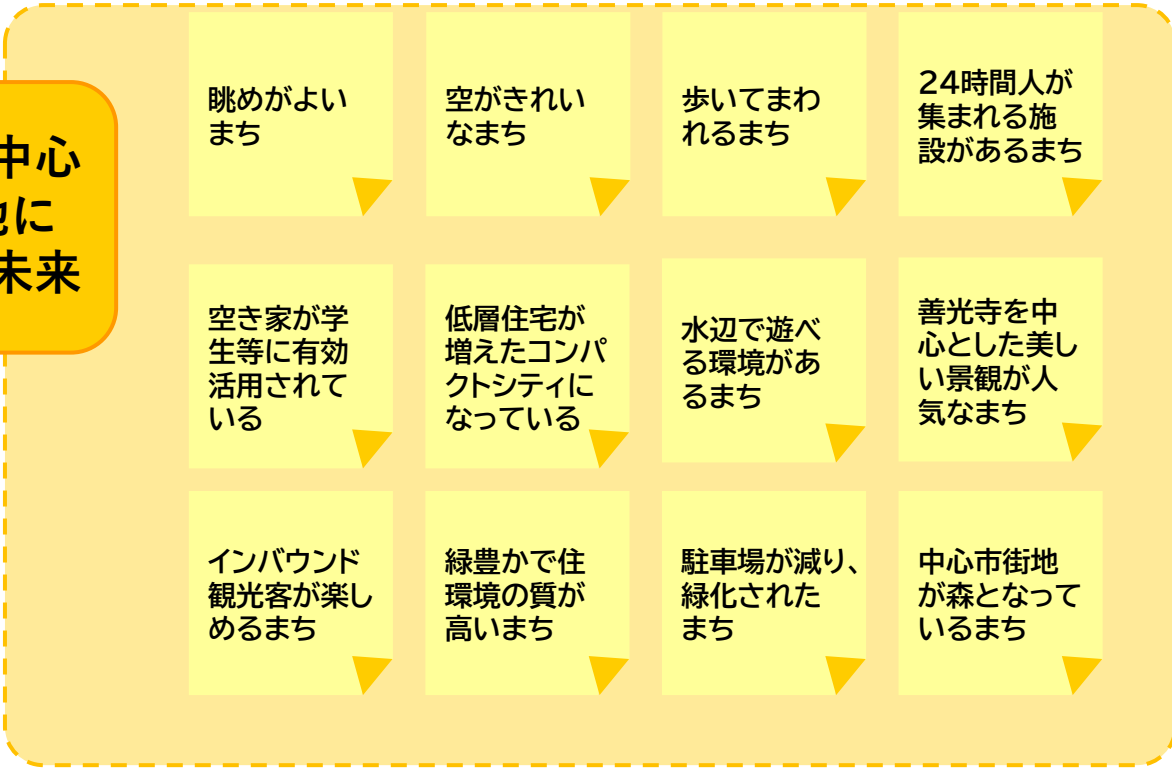 中心
地に
未来
眺めがよい
まち
空がきれい
なまち
歩いてまわ
れるまち
24時間人が
集まれる施
設があるまち
空き家が学
生等に有効
活用されて
いる
低層住宅が
増えたコンパ
クトシティに
なっている
水辺で遊べ
る環境があ
るまち
善光寺を中
心とした美し
い景観が人
気なまち
インバウンド
観光客が楽し
めるまち
緑豊かで住
環境の質が
高いまち
駐車場が減り、
緑化された
まち
中心市街地
が森となって
いるまち